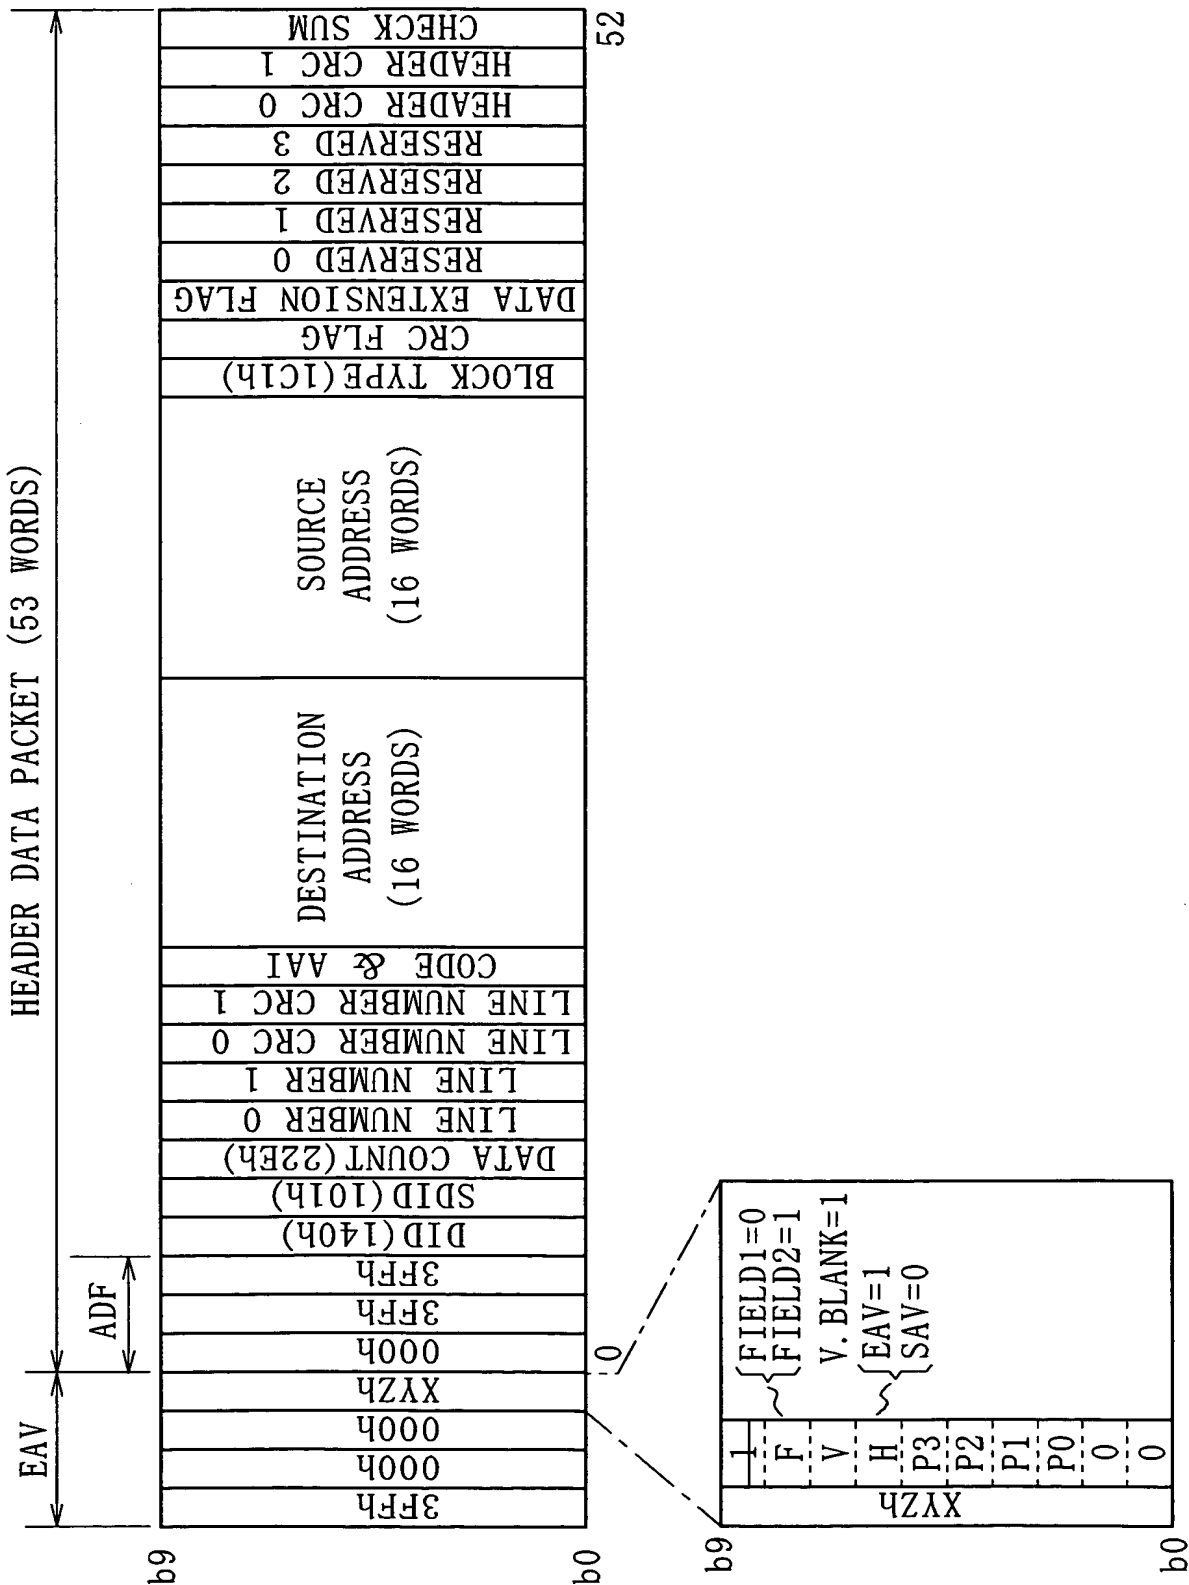 HEADER DATA PACKET (53 WORDS)
EAV
ADF
b9
b0
3FFh
000h
000h
XYZh
000h
3FFh
3FFh
DID(140h)
SDID(101h)
DATA COUNT(22Eh)
LINE NUMBER 0
LINE NUMBER 1
LINE NUMBER CRC 0
LINE NUMBER CRC 1
CODE & AAI
DESTINATION
ADDRESS
(16 WORDS)
SOURCE
ADDRESS
(16 WORDS)
BLOCK TYPE(1C1h)
CRC FLAG
DATA EXTENSION FLAG
RESERVED 0
RESERVED 1
RESERVED 2
RESERVED 3
HEADER CRC 0
HEADER CRC 1
CHECK SUM
0
52
b9
b0
XYZh
1
F
V
H
P3
P2
P1
P0
0
0
FIELD1=0
FIELD2=1
V.BLANK=1
EAV=1
SAV=0